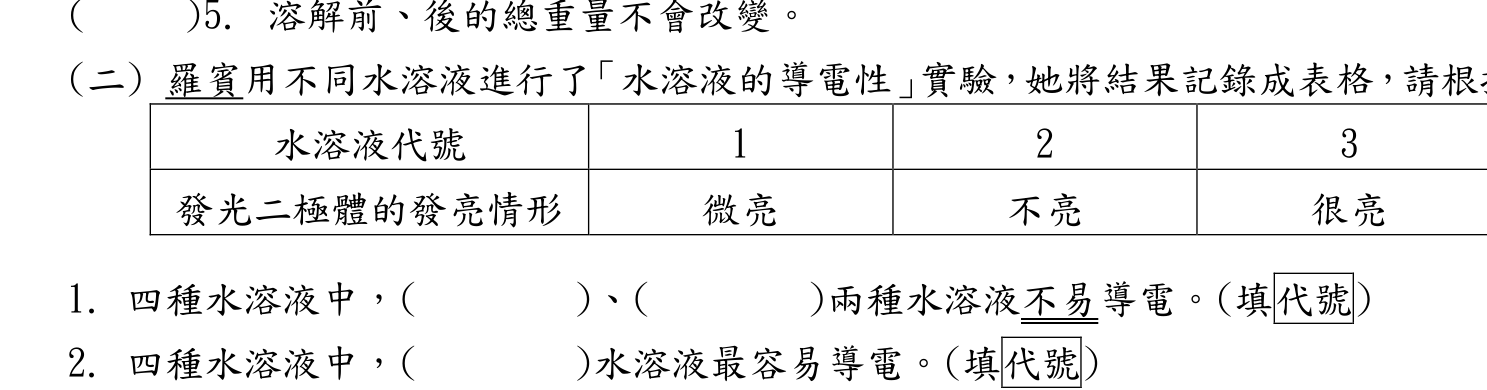 (　　)5. 溶解前、後的總重量不會改變。
(二) 羅賓用不同水溶液進行了「水溶液的導電性」實驗，她將結果記錄成表格，請根
水溶液代號 1 2 3
發光二極體的發亮情形 微亮 不亮 很亮
1. 四種水溶液中，(　　　)、(　　　)兩種水溶液不易導電。(填代號)
2. 四種水溶液中，(　　　)水溶液最容易導電。(填代號)